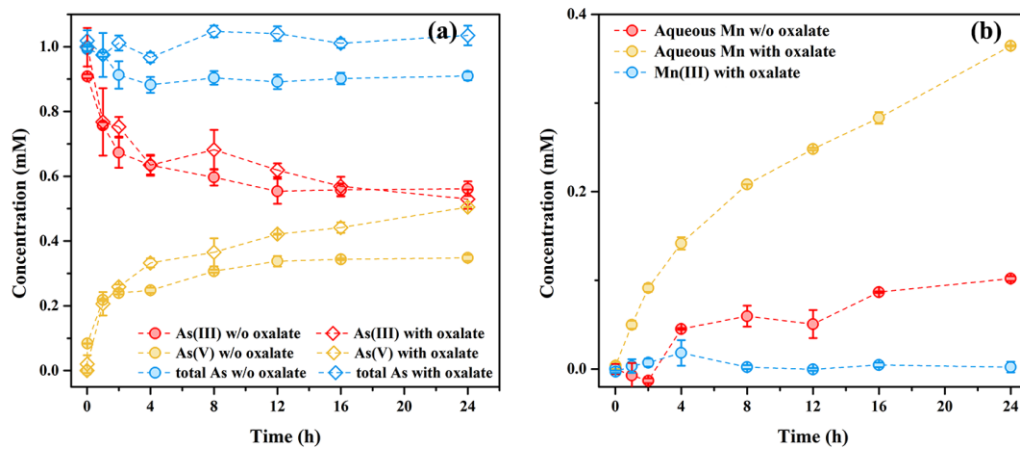 (a)
Concentration (mM)
1.0
0.8
0.6
0.4
0.2
0.0
As(III) w/o oxalate
As(III) with oxalate
As(V) w/o oxalate
As(V) with oxalate
total As w/o oxalate
total As with oxalate
0 4 8 12 16 20 24
Time (h)
(b)
Concentration (mM)
0.4
0.2
0.0
Aqueous Mn w/o oxalate
Aqueous Mn with oxalate
Mn(III) with oxalate
0 4 8 12 16 20 24
Time (h)